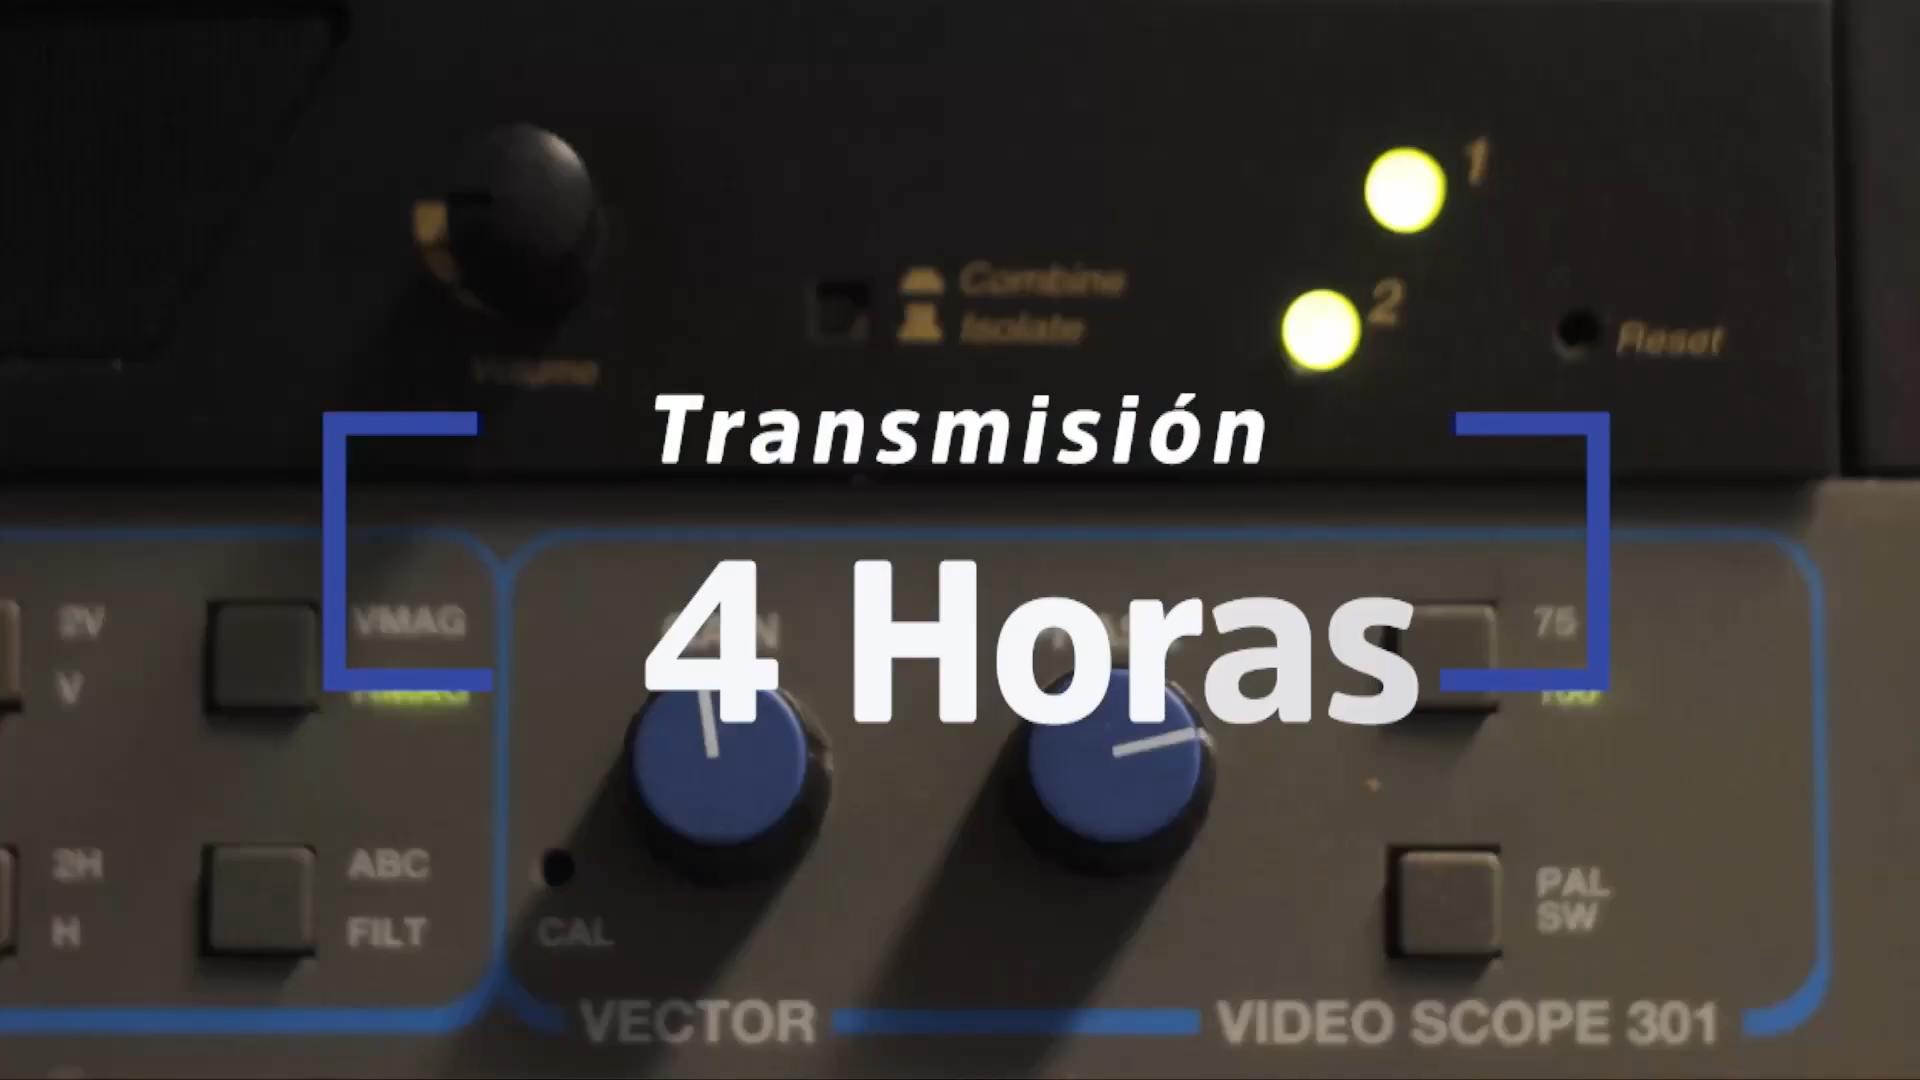 1
Combine
2
Isolate
Reset
Volume
Transmisión
4 Horas
2V
VMAG
75
V
2H
ABC
PAL
SW
H
FILT
CAL
VECTOR
VIDEO SCOPE 301